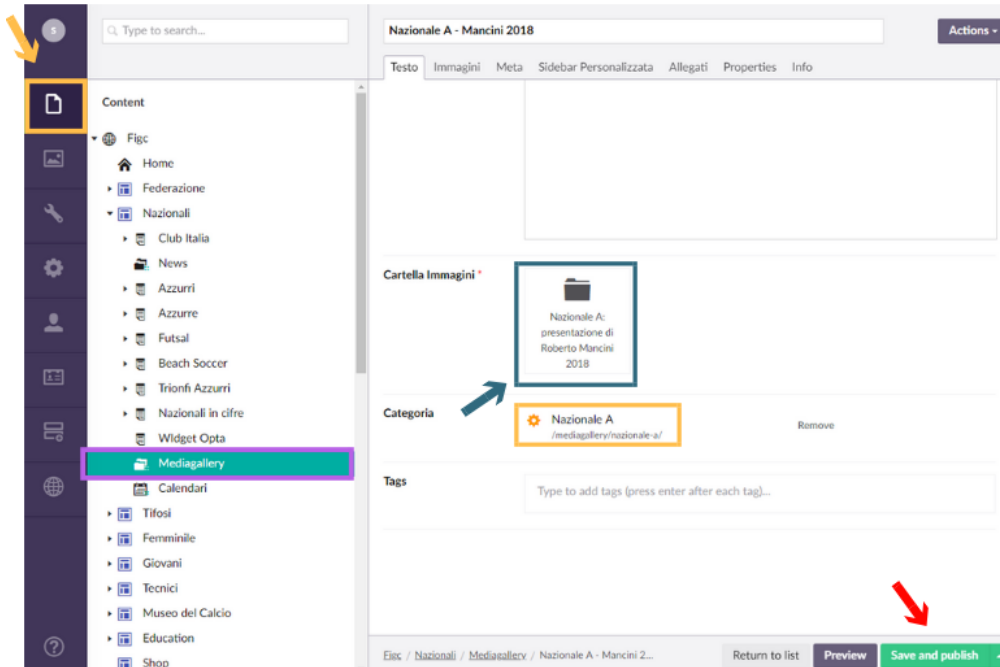 S
Type to search...
Nazionale A - Mancini 2018
Actions
Testo Immagini Meta Sidebar Personalizzata Allegati Properties Info
Content
Figc
Home
Federazione
Nazionali
Club Italia
News
Azzurri
Azzurre
Futsal
Beach Soccer
Trionfi Azzurri
Nazionali in cifre
WIdget Opta
Mediagallery
Calendari
Tifosi
Femminile
Giovani
Tecnici
Museo del Calcio
Education
Shop
Cartella Immagini *
Nazionale A:
presentazione di
Roberto Mancini
2018
Categoria
Nazionale A
/mediagallery/nazionale-a/
Remove
Tags
Type to add tags (press enter after each tag)...
Figc / Nazionali / Mediagallery / Nazionale A - Mancini 2...
Return to list
Preview
Save and publish